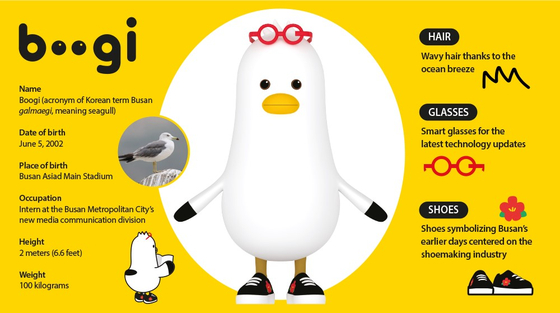 boogi
Name
Boogi (acronym of Korean term Busan
galmaegi, meaning seagull)
Date of birth
June 5, 2002
Place of birth
Busan Asiad Main Stadium
Occupation
Intern at the Busan Metropolitan City's
new media communication division
Height
2 meters (6.6 feet)
Weight
100 kilograms
HAIR
Wavy hair thanks to the
ocean breeze
GLASSES
Smart glasses for the
latest technology updates
SHOES
Shoes symbolizing Busan's
earlier days centered on the
shoemaking industry